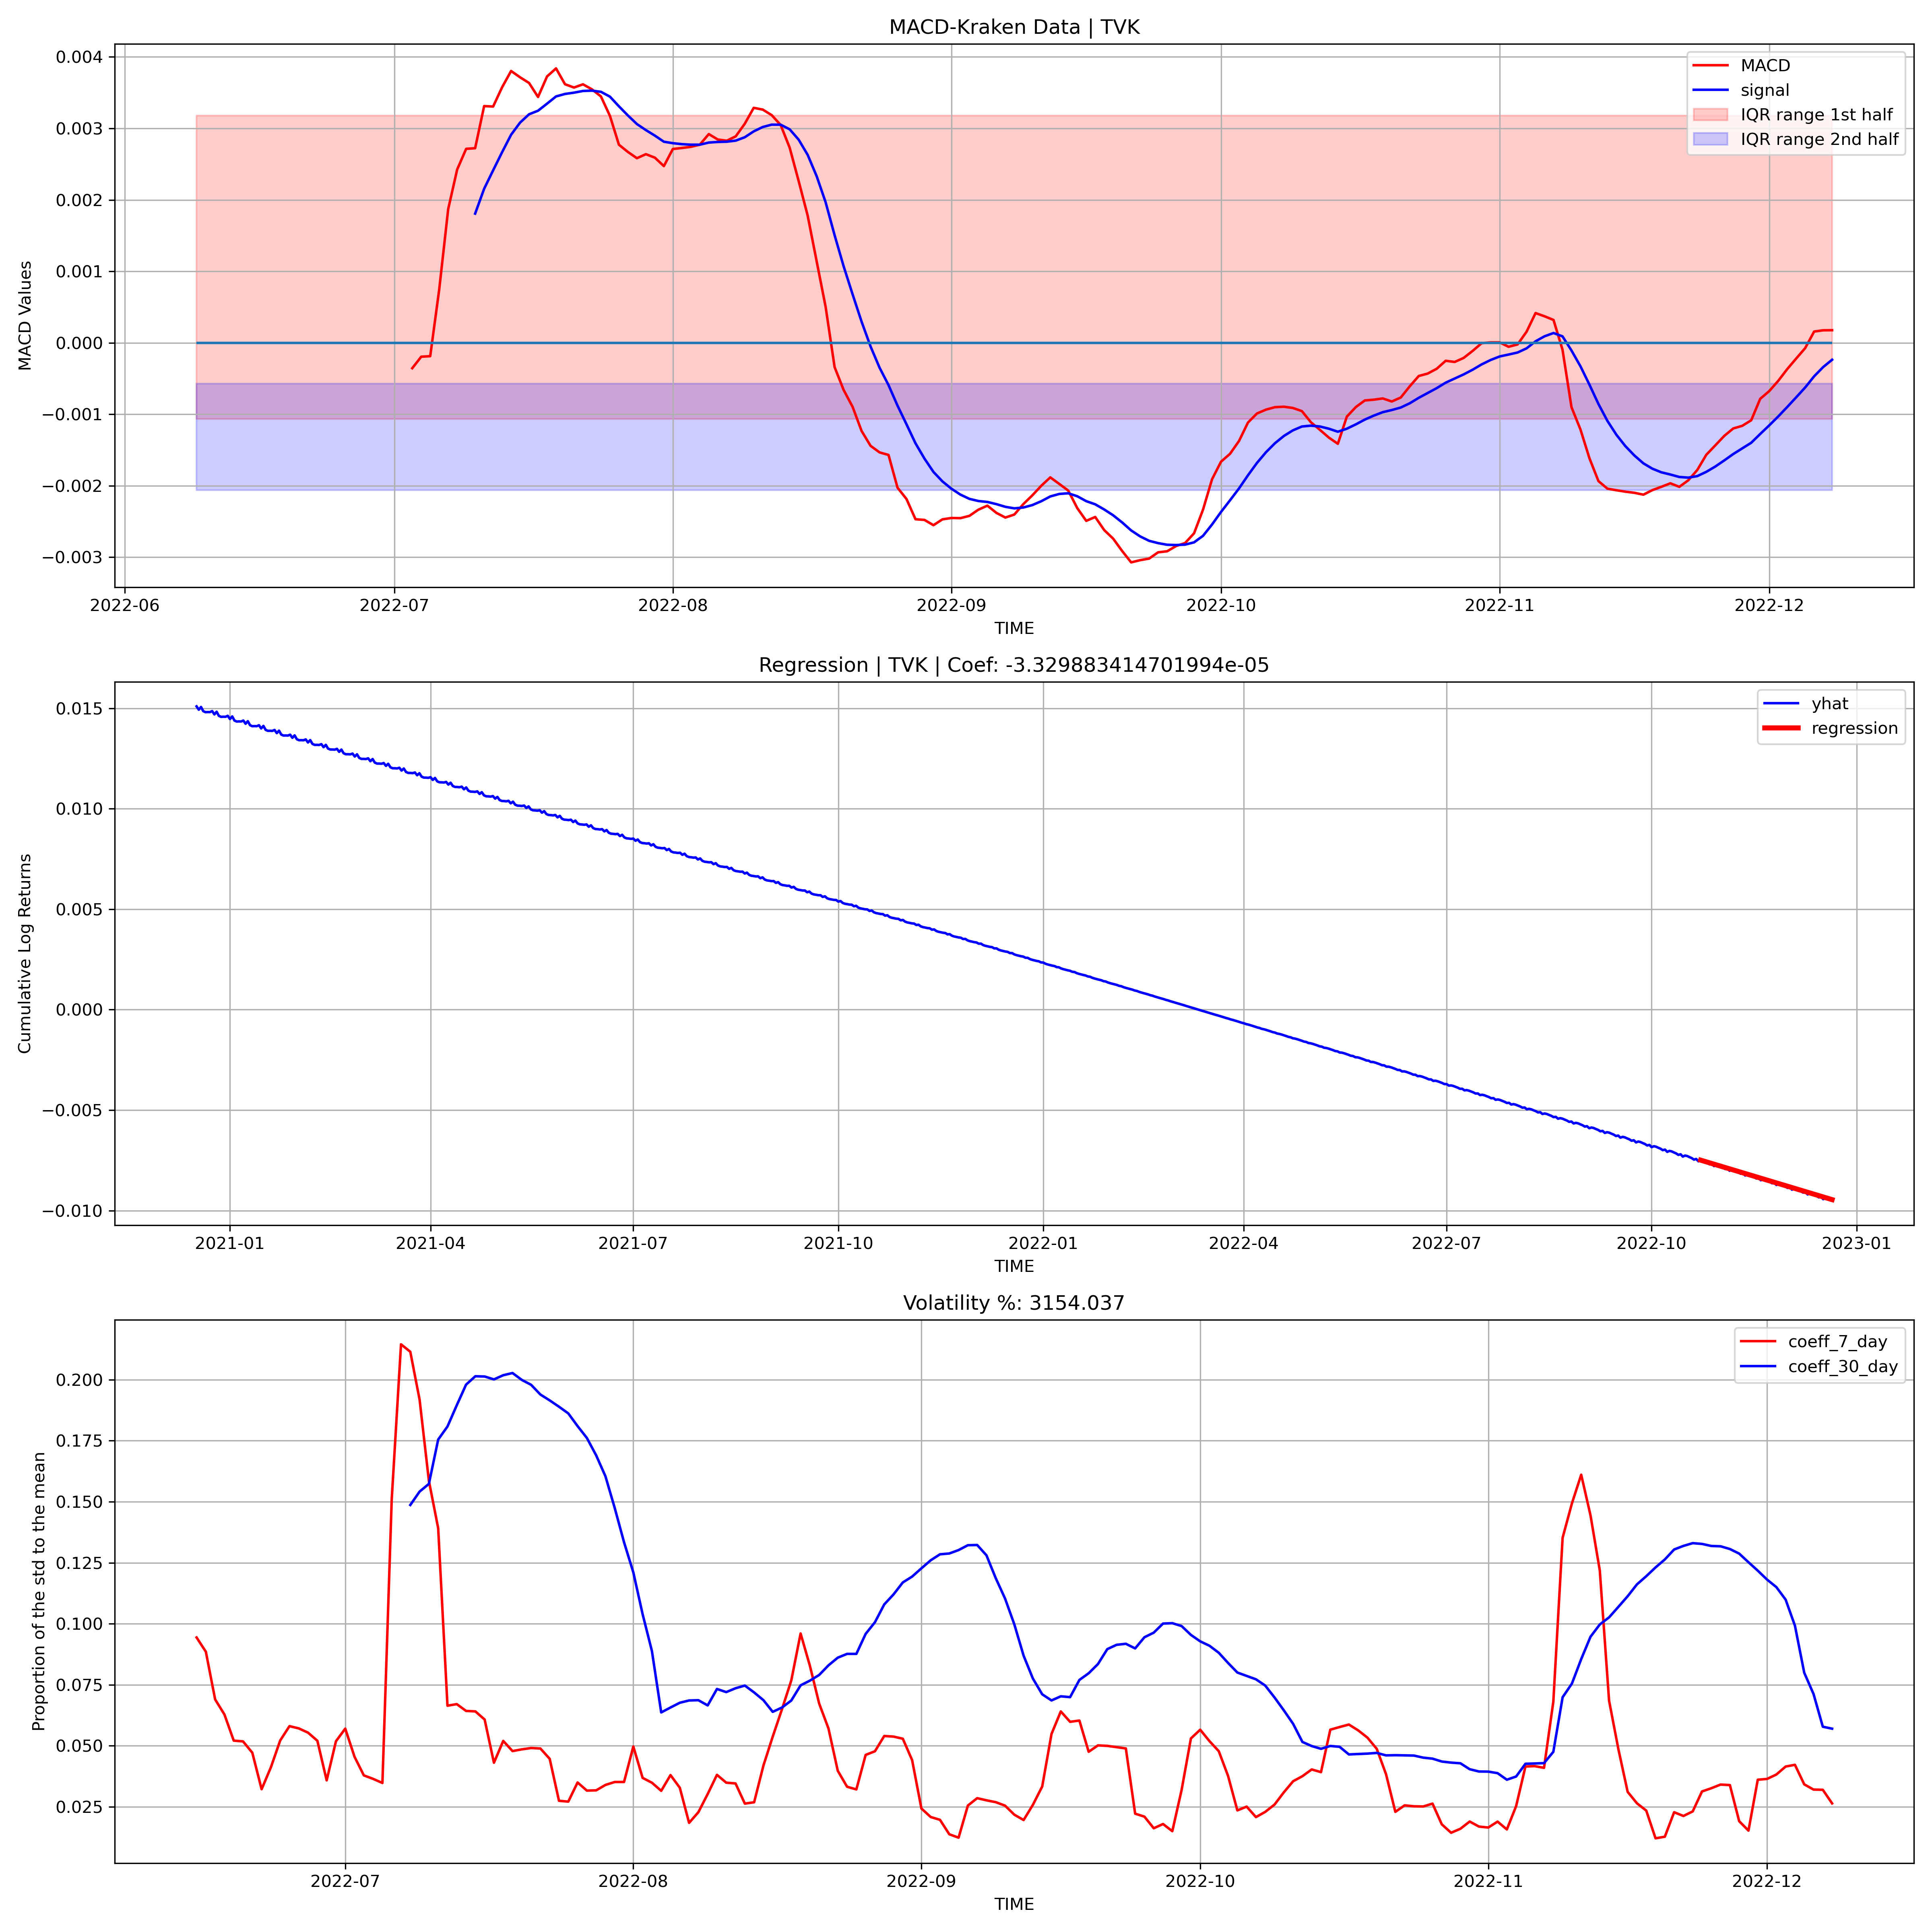 MACD-Kraken Data | TVK
MACD Values
0.004
0.003
0.002
0.001
0.000
−0.001
−0.002
−0.003
MACD
signal
IQR range 1st half
IQR range 2nd half
2022-06
2022-07
2022-08
2022-09
2022-10
2022-11
2022-12
TIME
Regression | TVK | Coef: -3.329883414701994e-05
Cumulative Log Returns
0.015
0.010
0.005
0.000
−0.005
−0.010
yhat
regression
2021-01
2021-04
2021-07
2021-10
2022-01
2022-04
2022-07
2022-10
2023-01
TIME
Volatility %: 3154.037
Proportion of the std to the mean
0.200
0.175
0.150
0.125
0.100
0.075
0.050
0.025
coeff_7_day
coeff_30_day
2022-07
2022-08
2022-09
2022-10
2022-11
2022-12
TIME